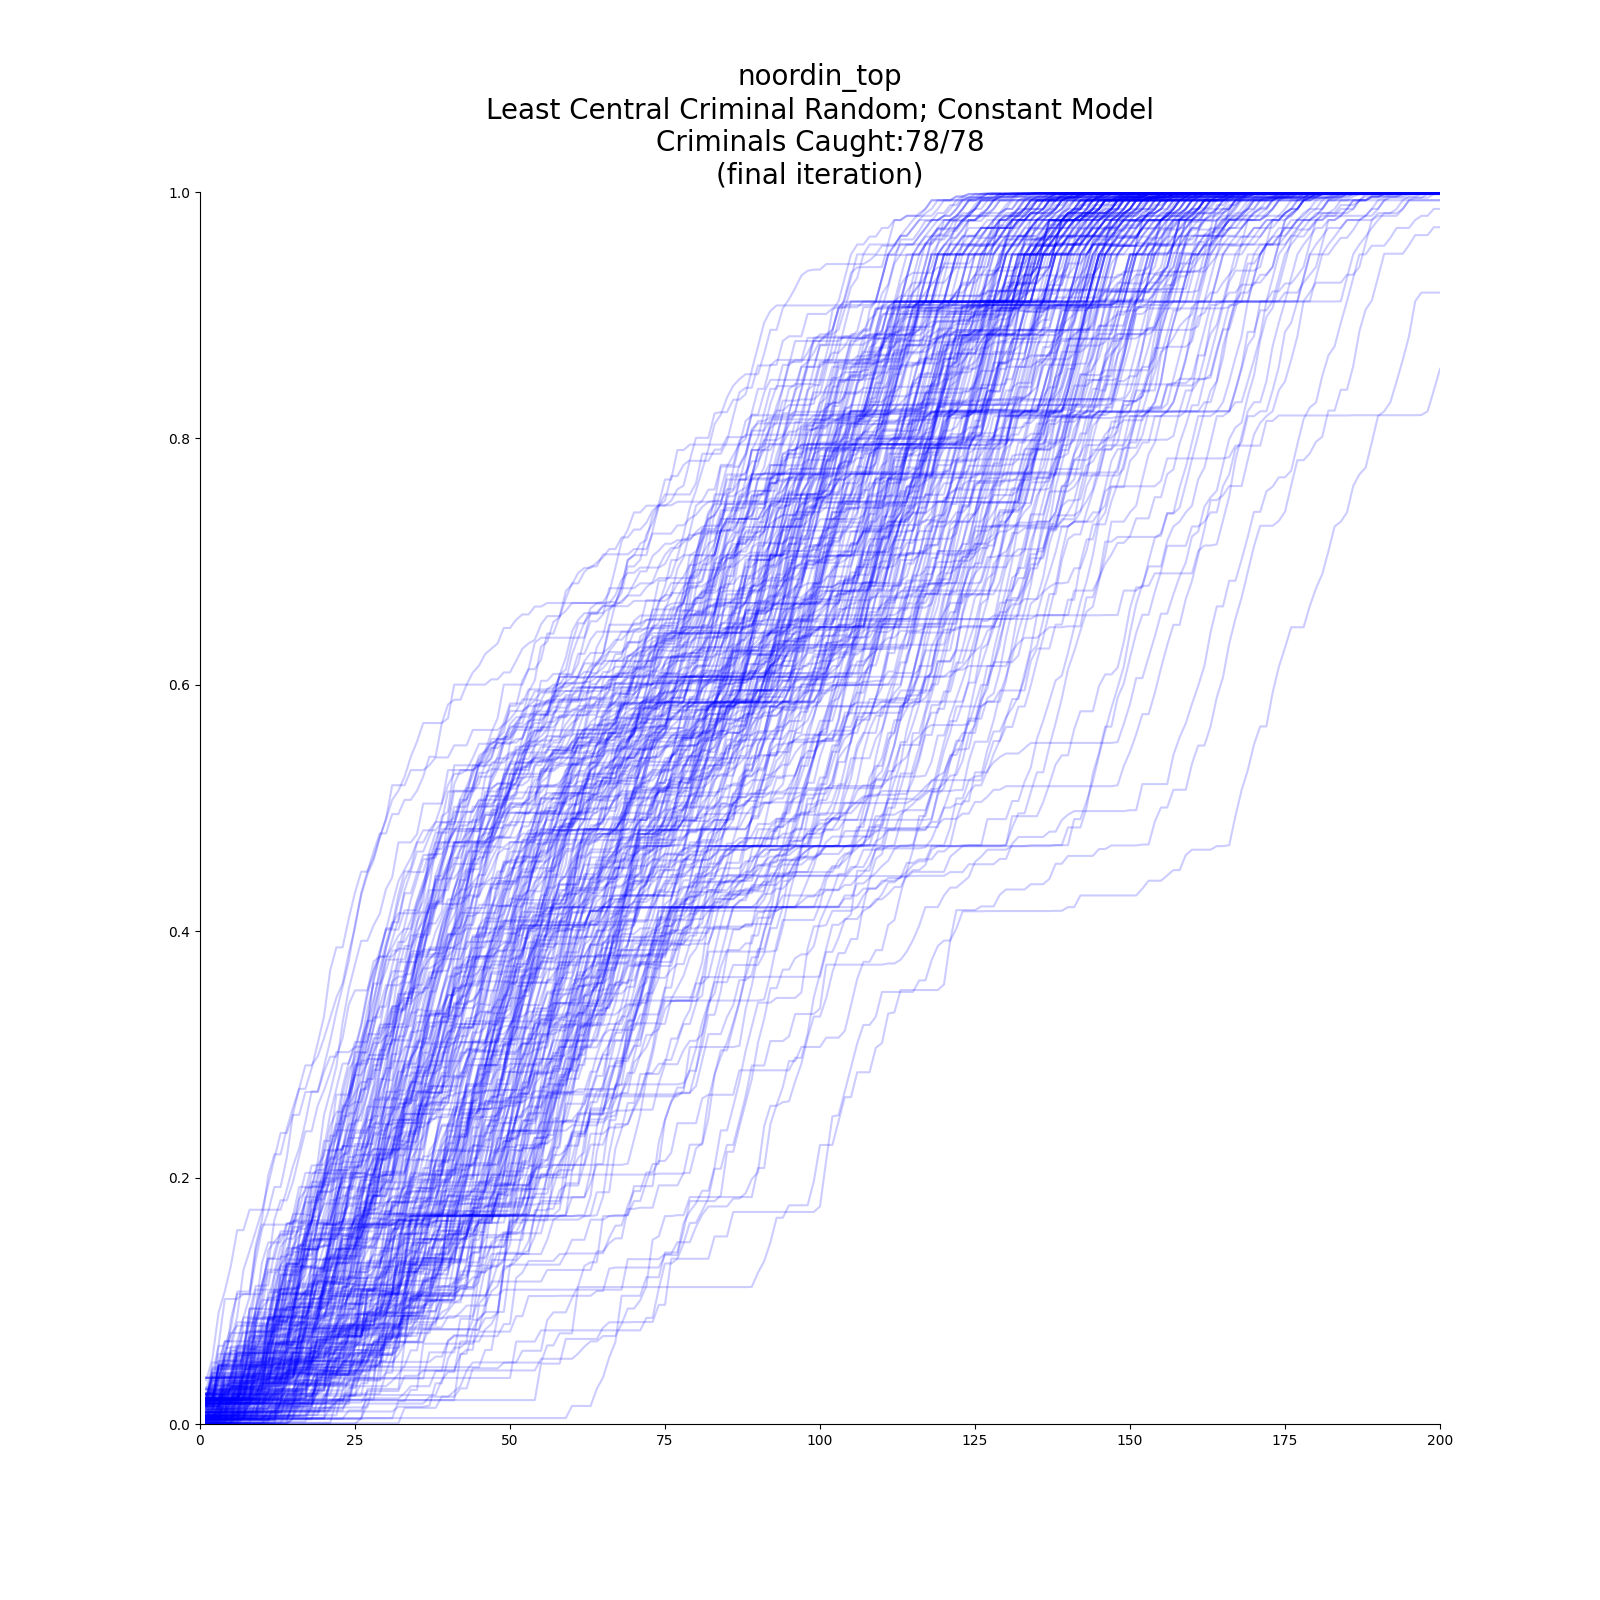 noordin_top
Least Central Criminal Random; Constant Model
Criminals Caught:78/78
(final iteration)
1.0
0.8
0.6
0.4
0.2
0.0
0 25 50 75 100 125 150 175 200